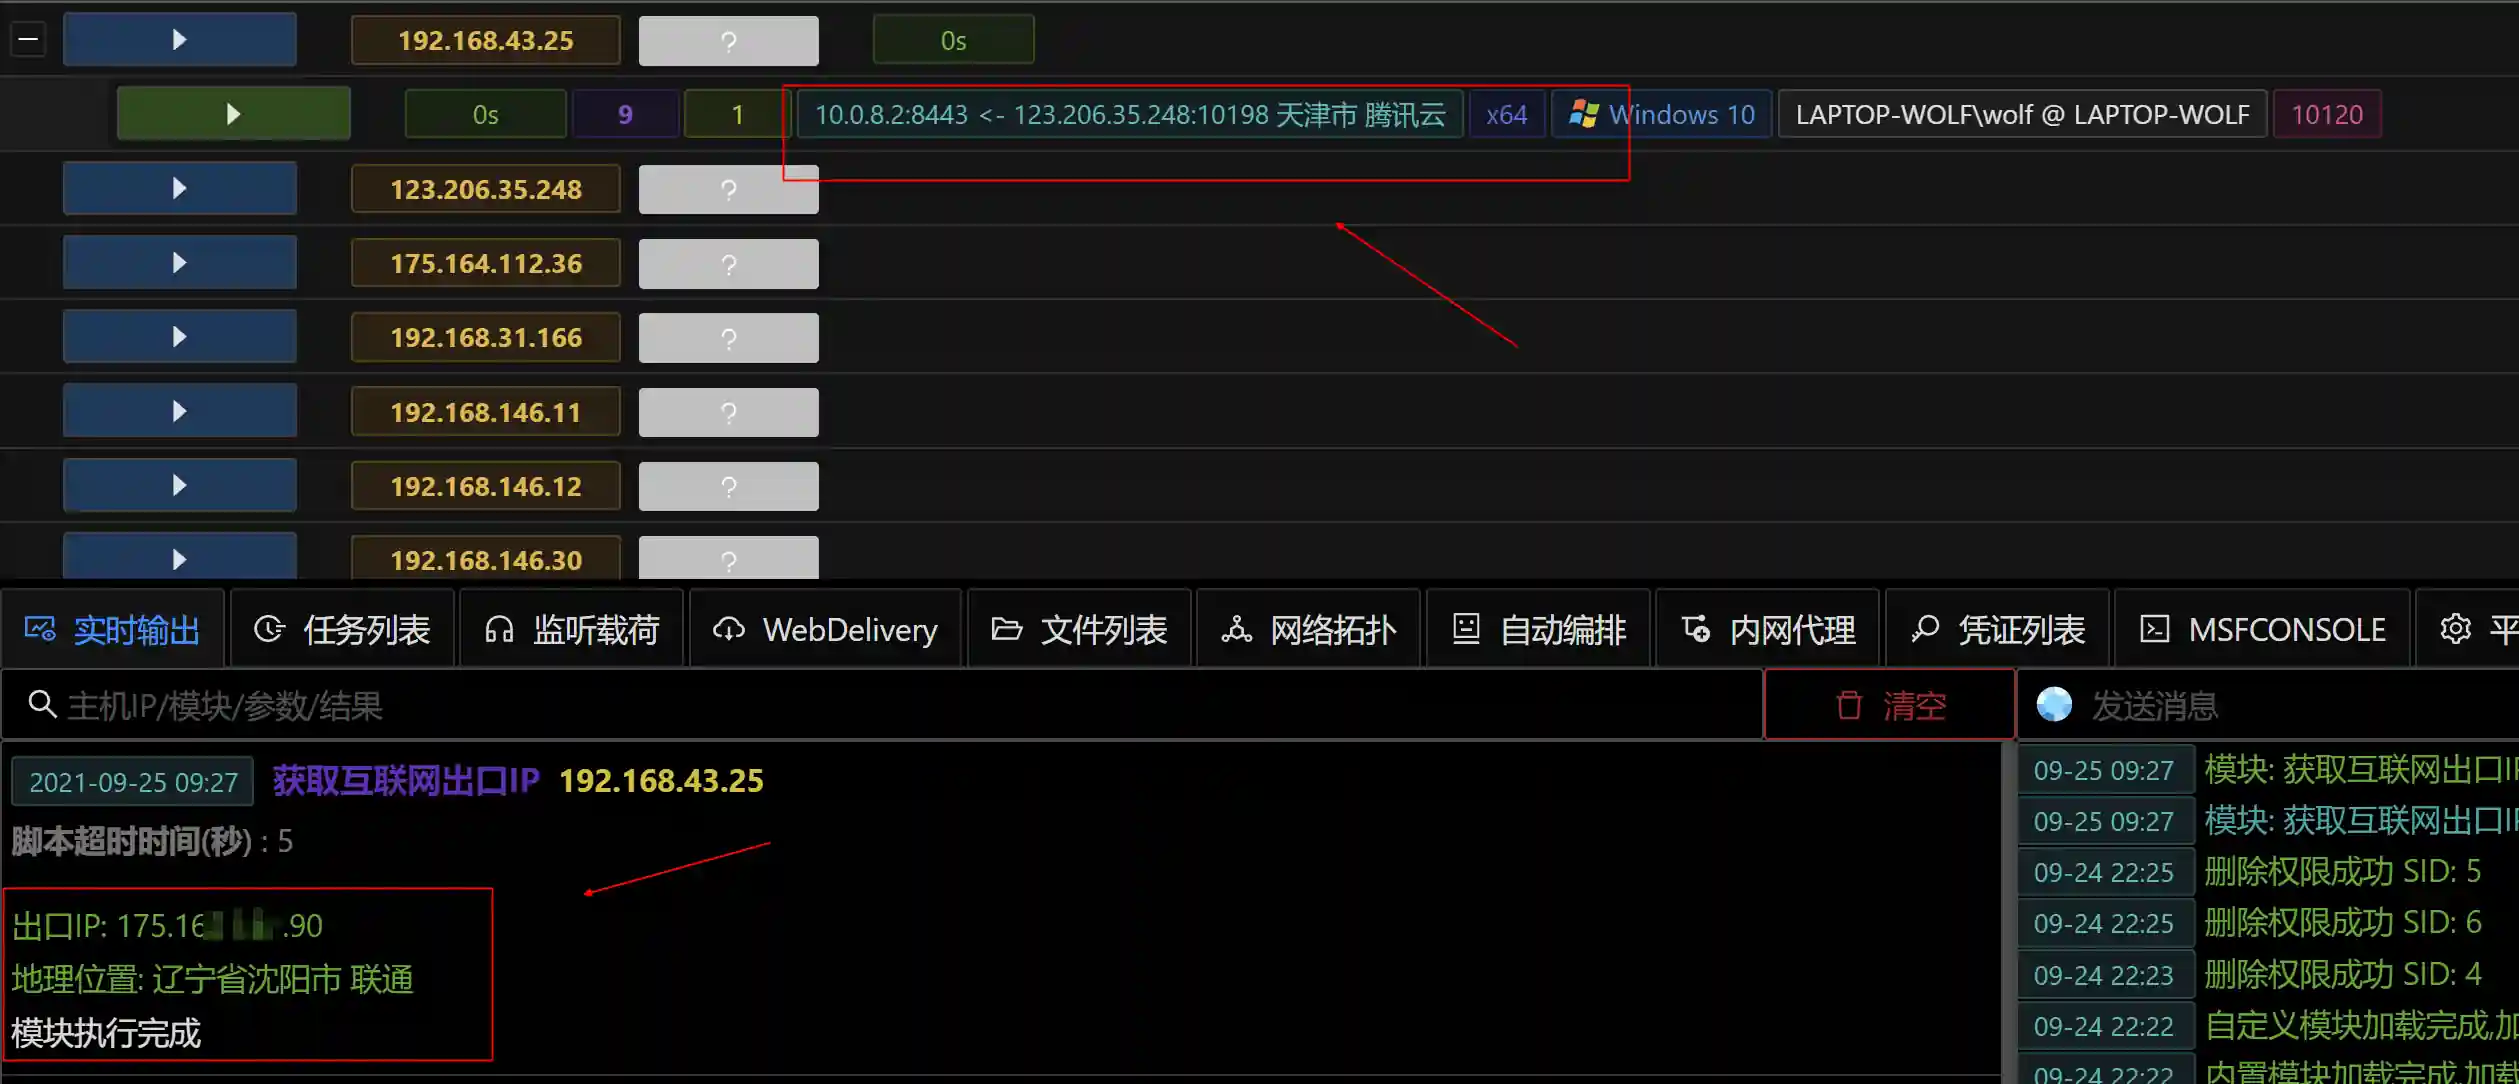 192.168.43.25 ? 0s
0s 9 1 10.0.8.2:8443 <- 123.206.35.248:10198 天津市 腾讯云 x64 Windows 10 LAPTOP-WOLF\wolf @ LAPTOP-WOLF 10120
123.206.35.248 ?
175.164.112.36 ?
192.168.31.166 ?
192.168.146.11 ?
192.168.146.12 ?
192.168.146.30 ?
实时输出 任务列表 监听载荷 WebDelivery 文件列表 网络拓扑 自动编排 内网代理 凭证列表 MSFCONSOLE 平
主机IP/模块/参数/结果 清空 发送消息
2021-09-25 09:27 获取互联网出口IP 192.168.43.25
脚本超时时间(秒) : 5
出口IP: 175.16 .90
地理位置: 辽宁省沈阳市 联通
模块执行完成
09-25 09:27 模块: 获取互联网出口IP
09-25 09:27 模块: 获取互联网出口IP
09-24 22:25 删除权限成功 SID: 5
09-24 22:25 删除权限成功 SID: 6
09-24 22:23 删除权限成功 SID: 4
09-24 22:22 自定义模块加载完成,加
09-24 22:22 内置模块加载完成,加载